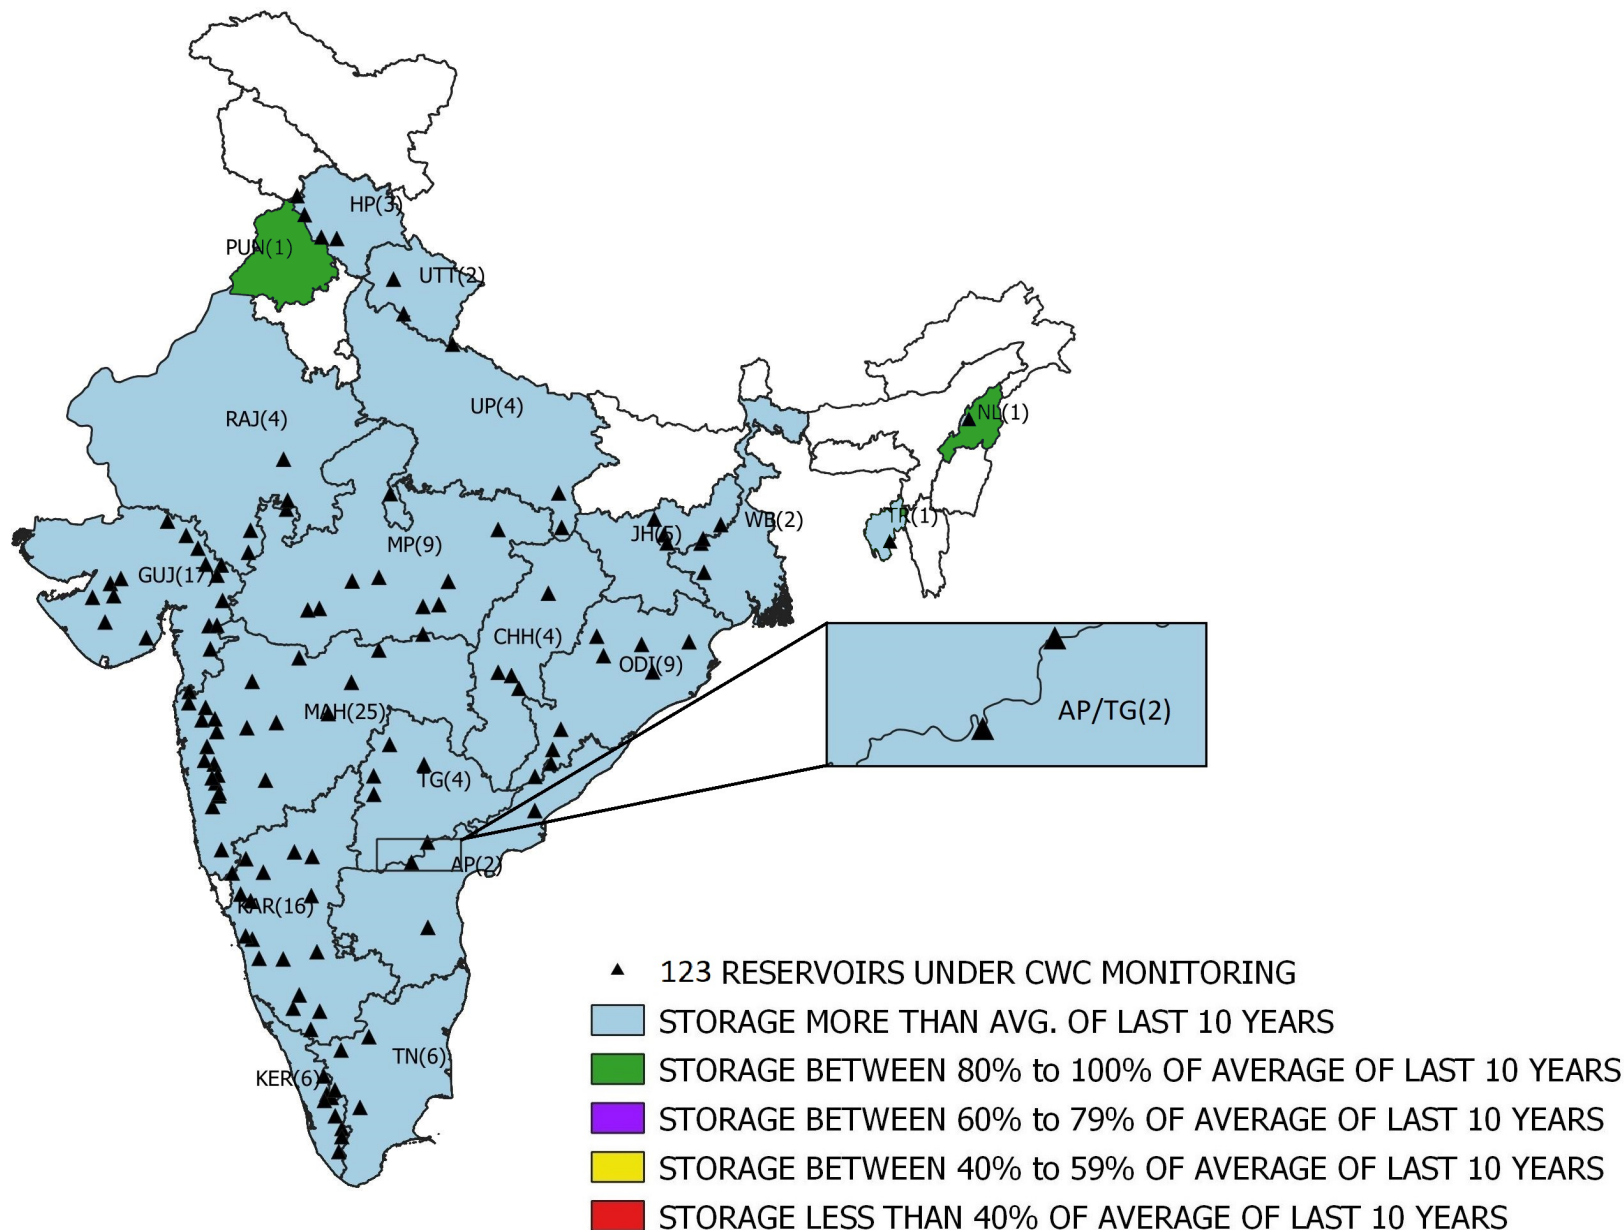 HP(3)
PUN(1)
UTT(2)
RAJ(4)
UP(4)
NL(1)
TR(1)
WB(2)
JH(5)
MP(9)
GUJ(17)
CHH(4)
ODI(9)
MAH(25)
AP/TG(2)
TG(4)
AP(2)
KAR(16)
TN(6)
KER(6)
123 RESERVOIRS UNDER CWC MONITORING
STORAGE MORE THAN AVG. OF LAST 10 YEARS
STORAGE BETWEEN 80% to 100% OF AVERAGE OF LAST 10 YEARS
STORAGE BETWEEN 60% to 79% OF AVERAGE OF LAST 10 YEARS
STORAGE BETWEEN 40% to 59% OF AVERAGE OF LAST 10 YEARS
STORAGE LESS THAN 40% OF AVERAGE OF LAST 10 YEARS